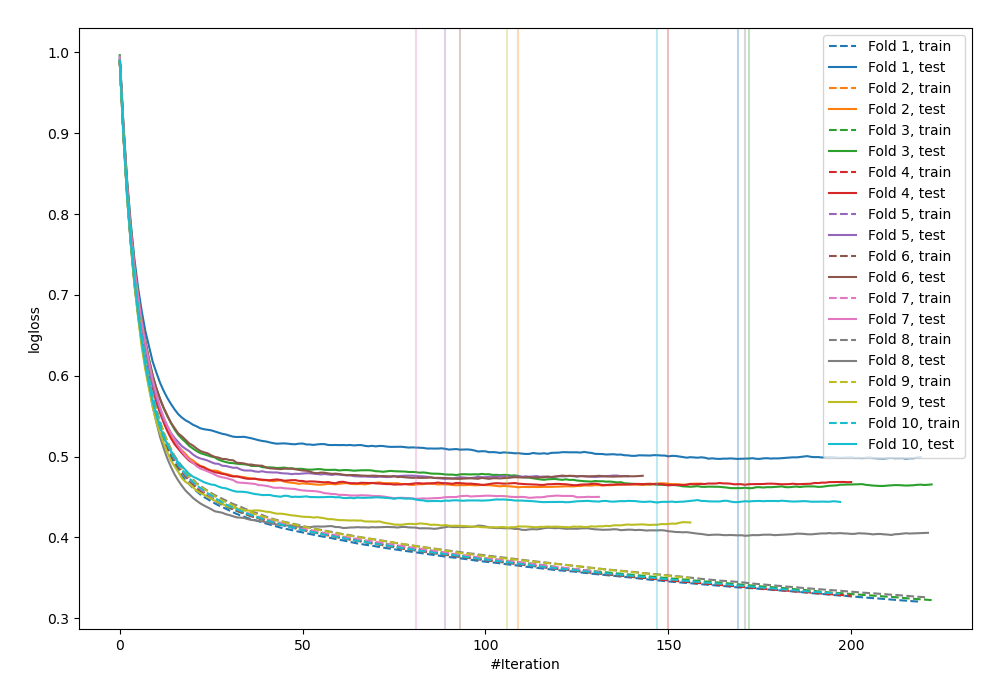 1.0
0.9
0.8
0.7
0.6
0.5
0.4
0.3
logloss
0
50
100
150
200
#Iteration
Fold 1, train
Fold 1, test
Fold 2, train
Fold 2, test
Fold 3, train
Fold 3, test
Fold 4, train
Fold 4, test
Fold 5, train
Fold 5, test
Fold 6, train
Fold 6, test
Fold 7, train
Fold 7, test
Fold 8, train
Fold 8, test
Fold 9, train
Fold 9, test
Fold 10, train
Fold 10, test